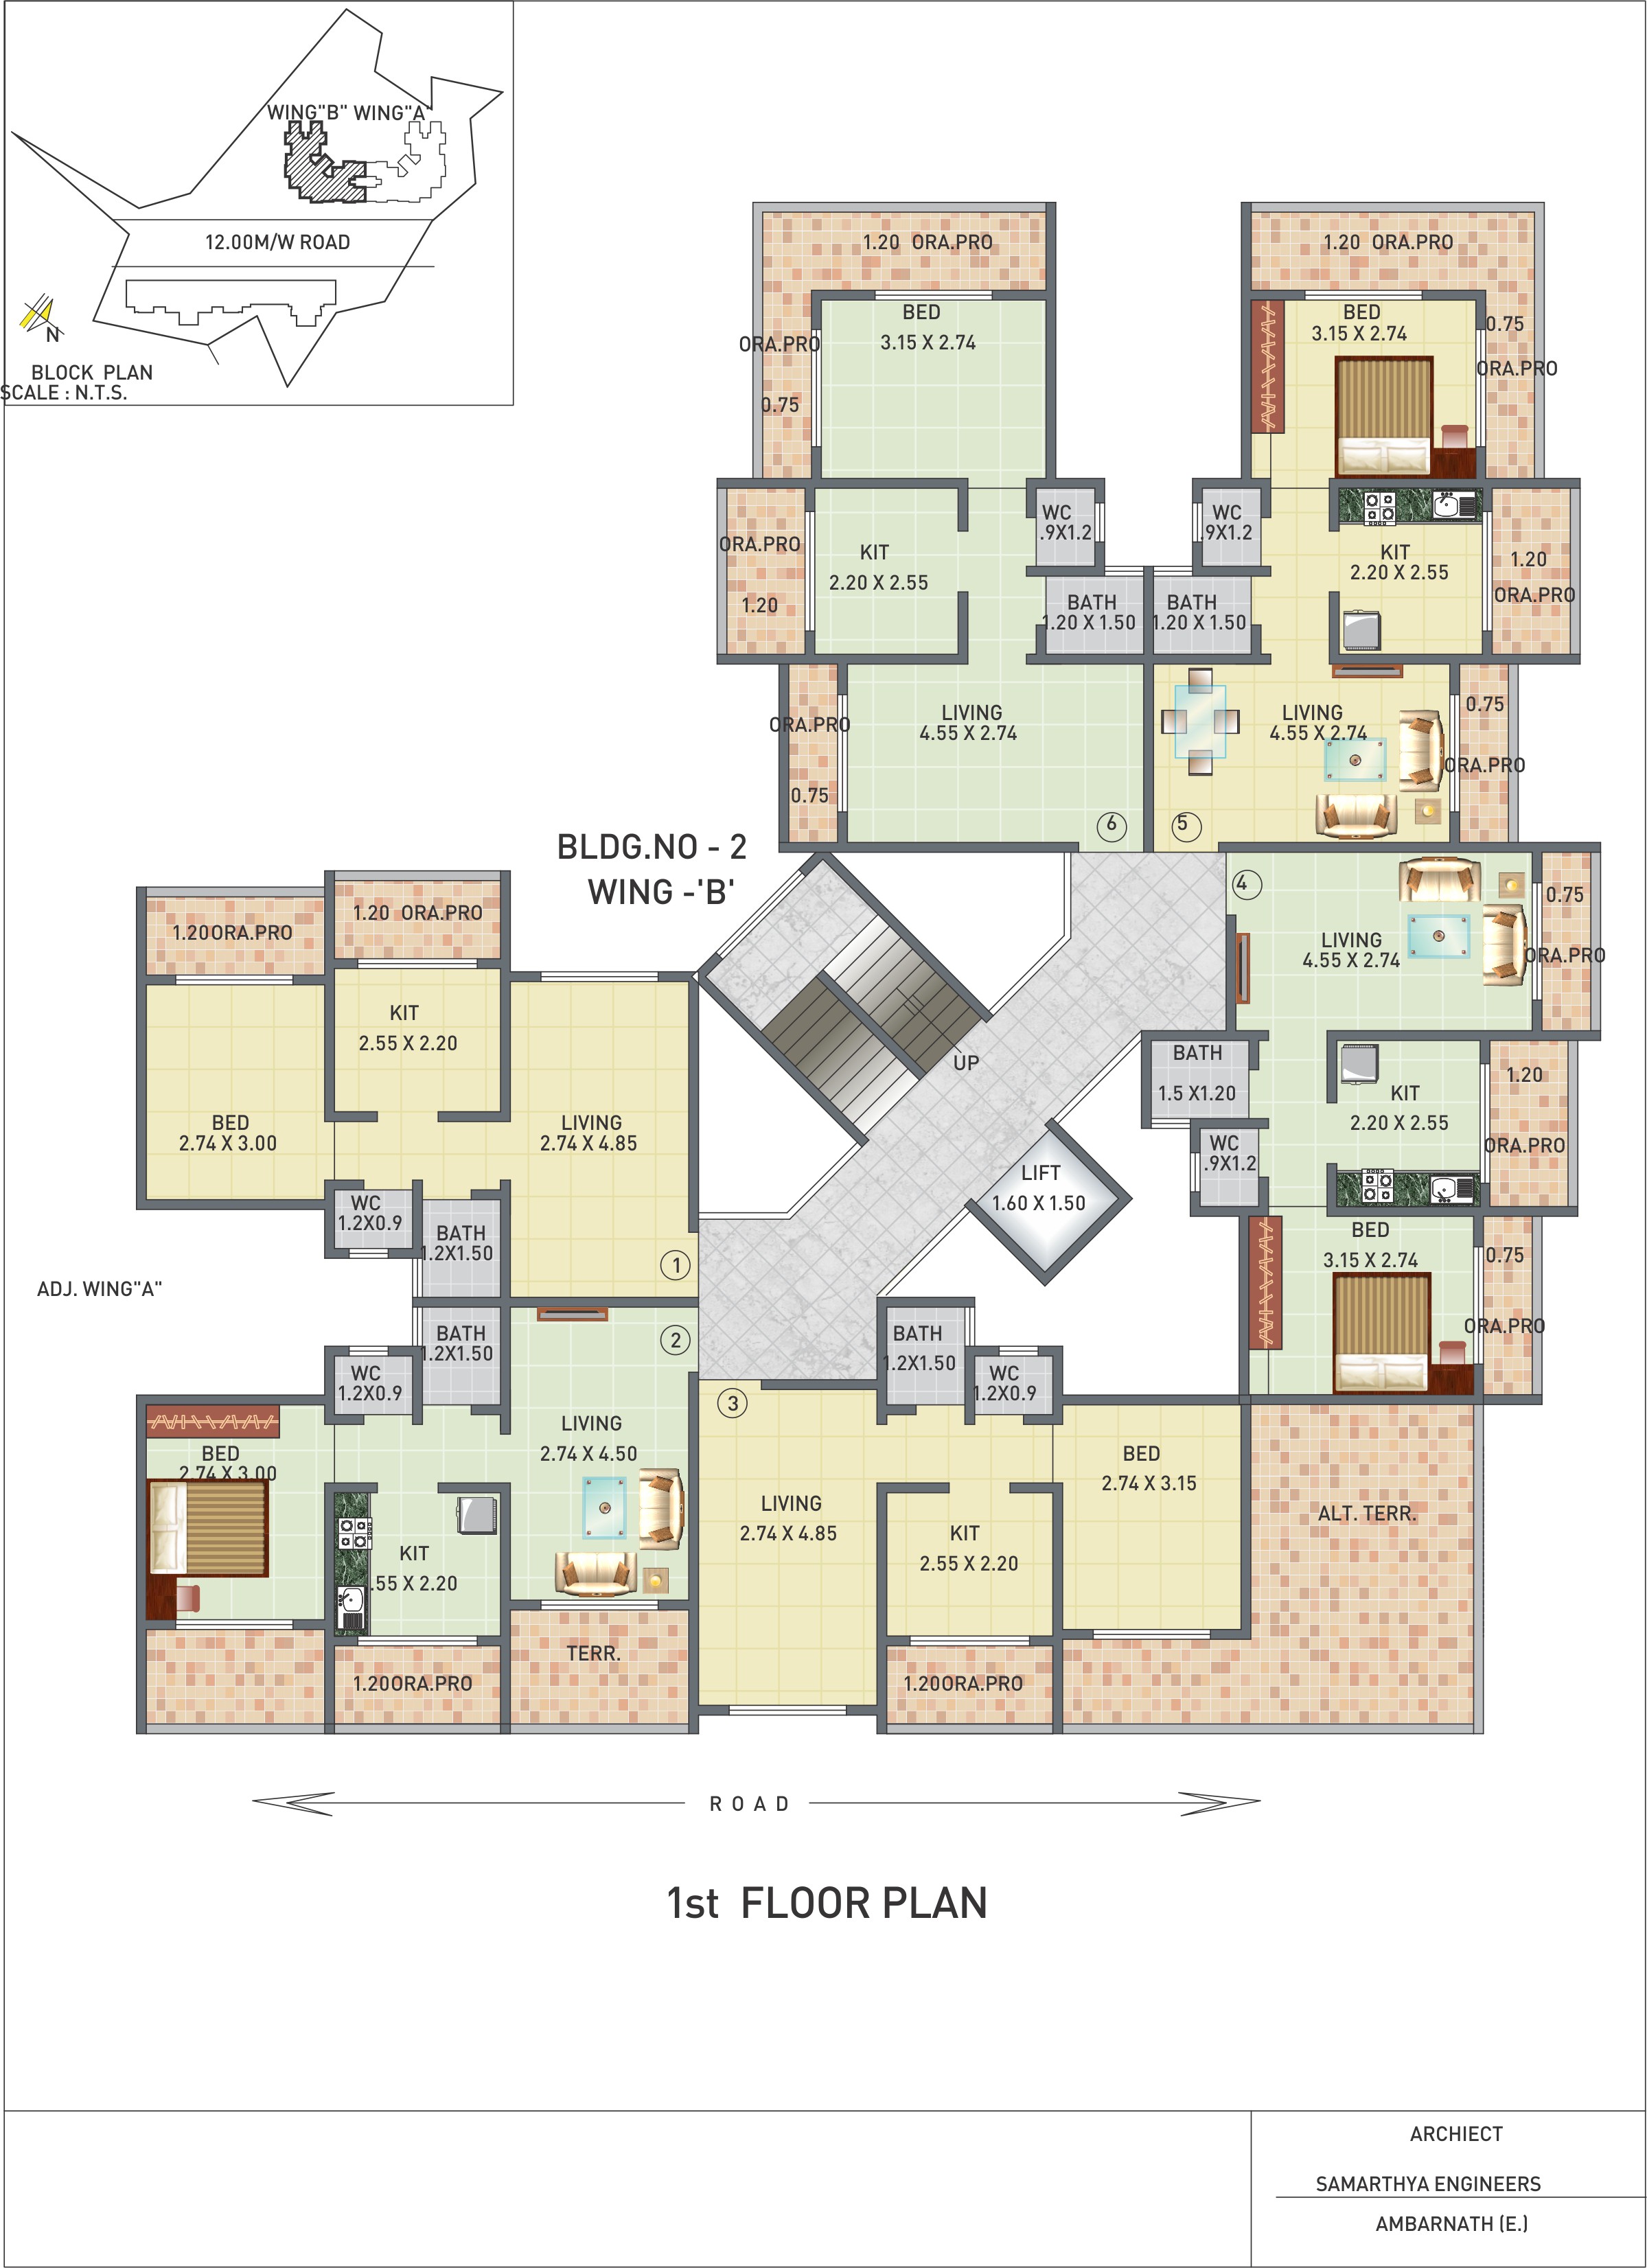 WING"B" WING"A"
12.00M/W ROAD
N
BLOCK PLAN
SCALE : N.T.S.
1.20 ORA.PRO
BED
3.15 X 2.74
ORA.PRO
0.75
1.20 ORA.PRO
BED
3.15 X 2.74
0.75
ORA.PRO
ORA.PRO
1.20
KIT
2.20 X 2.55
WC
.9X1.2
BATH
1.20 X 1.50
WC
.9X1.2
BATH
1.20 X 1.50
KIT
2.20 X 2.55
1.20
ORA.PRO
ORA.PRO
0.75
LIVING
4.55 X 2.74
6
LIVING
4.55 X 2.74
5
0.75
ORA.PRO
BLDG.NO - 2
WING -'B'
4
LIVING
4.55 X 2.74
0.75
ORA.PRO
1.20ORA.PRO
1.20 ORA.PRO
KIT
2.55 X 2.20
BED
2.74 X 3.00
LIVING
2.74 X 4.85
WC
1.2X0.9
BATH
1.2X1.50
1
UP
LIFT
1.60 X 1.50
BATH
1.5 X1.20
WC
.9X1.2
KIT
2.20 X 2.55
1.20
ORA.PRO
BED
3.15 X 2.74
0.75
ORA.PRO
ADJ. WING"A"
BATH
1.2X1.50
WC
1.2X0.9
2
LIVING
2.74 X 4.50
BED
2.74 X 3.00
KIT
.55 X 2.20
1.20ORA.PRO
TERR.
3
LIVING
2.74 X 4.85
BATH
1.2X1.50
WC
1.2X0.9
BED
2.74 X 3.15
KIT
2.55 X 2.20
1.20ORA.PRO
ALT. TERR.
ROAD
1st FLOOR PLAN
ARCHIECT
SAMARTHYA ENGINEERS
AMBARNATH (E.)